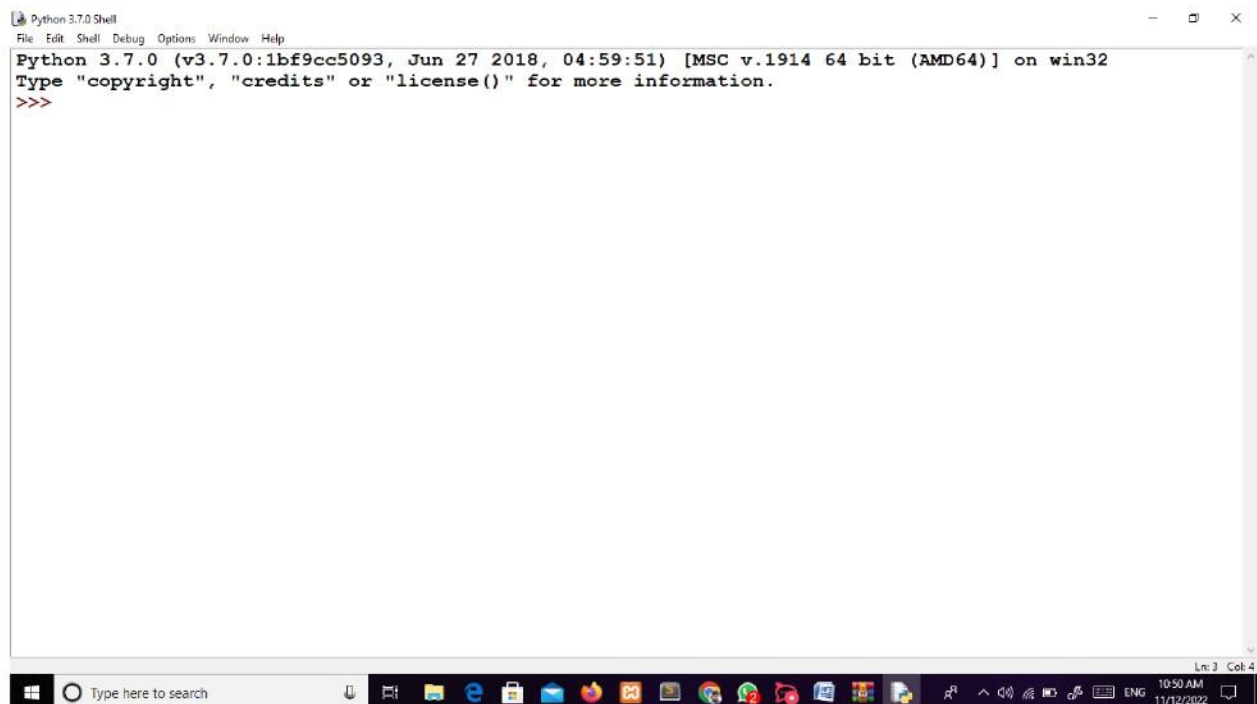 Python 3.7.0 Shell
File Edit Shell Debug Options Window Help
Python 3.7.0 (v3.7.0:1bf9cc5093, Jun 27 2018, 04:59:51) [MSC v.1914 64 bit (AMD64)] on win32
Type "copyright", "credits" or "license()" for more information.
>>>
Ln: 3 Col: 4
Type here to search
2
ENG
10:50 AM
11/12/2022